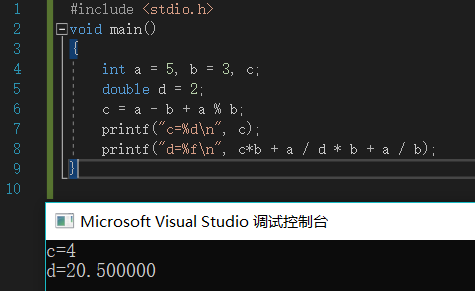 1 #include <stdio.h>
2 void main()
3 {
4 int a = 5, b = 3, c;
5 double d = 2;
6 c = a - b + a % b;
7 printf("c=%d\n", c);
8 printf("d=%f\n", c*b + a / d * b + a / b);
9 }
10
Microsoft Visual Studio 调试控制台
c=4
d=20.500000